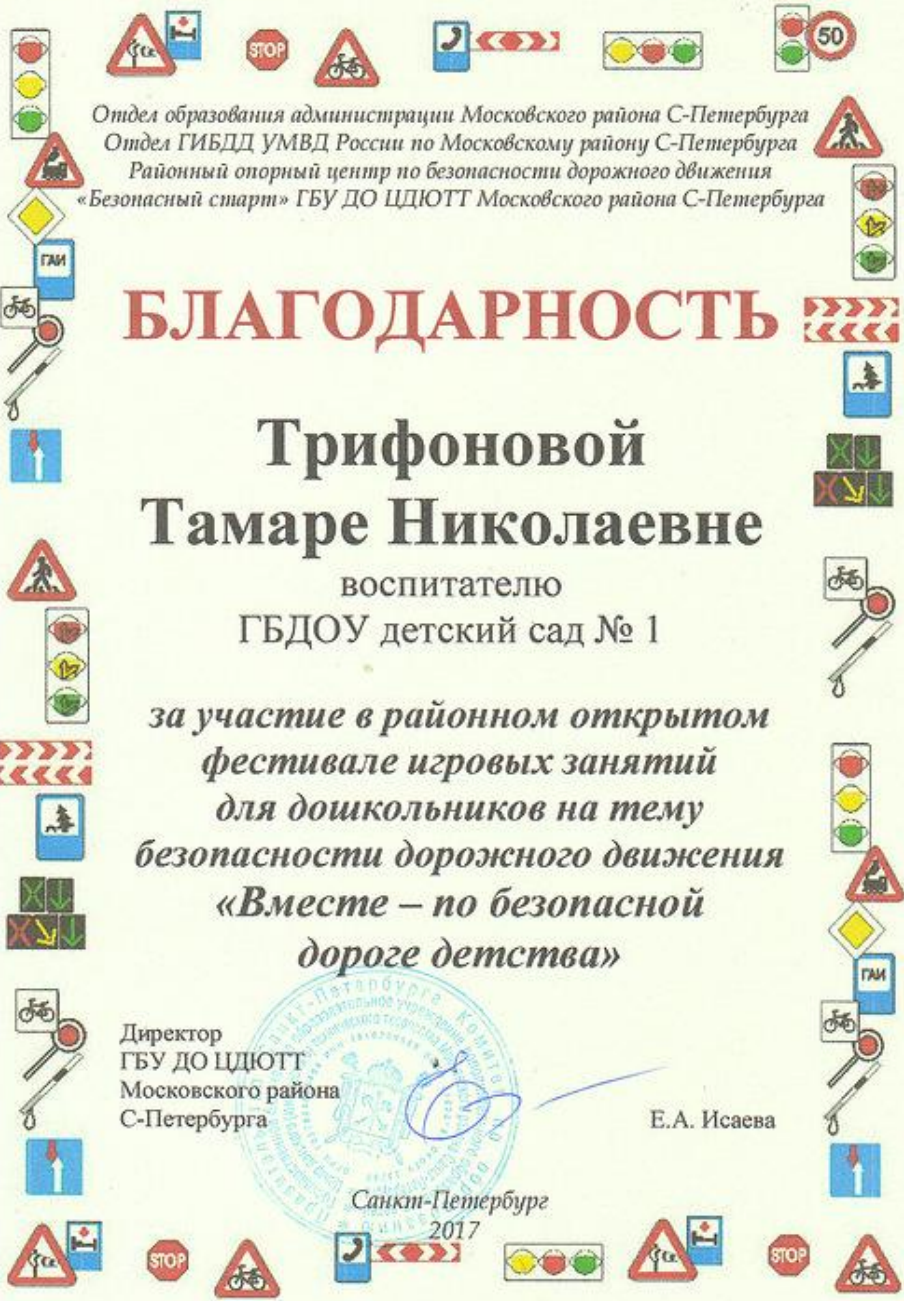 STOP
50
Отдел образования администрации Московского района С-Петербурга
Отдел ГИБДД УМВД России по Московскому району С-Петербурга
Районный опорный центр по безопасности дорожного движения
«Безопасный старт» ГБУ ДО ЦДЮТТ Московского района С-Петербурга
ГАИ
БЛАГОДАРНОСТЬ
Трифоновой
Тамаре Николаевне
воспитателю
ГБДОУ детский сад № 1
за участие в районном открытом
фестивале игровых занятий
для дошкольников на тему
безопасности дорожного движения
«Вместе – по безопасной
дороге детства»
ГАИ
Директор
ГБУ ДО ЦДЮТТ
Московского района
С-Петербурга
Е.А. Исаева
Санкт-Петербург
2017
STOP
STOP